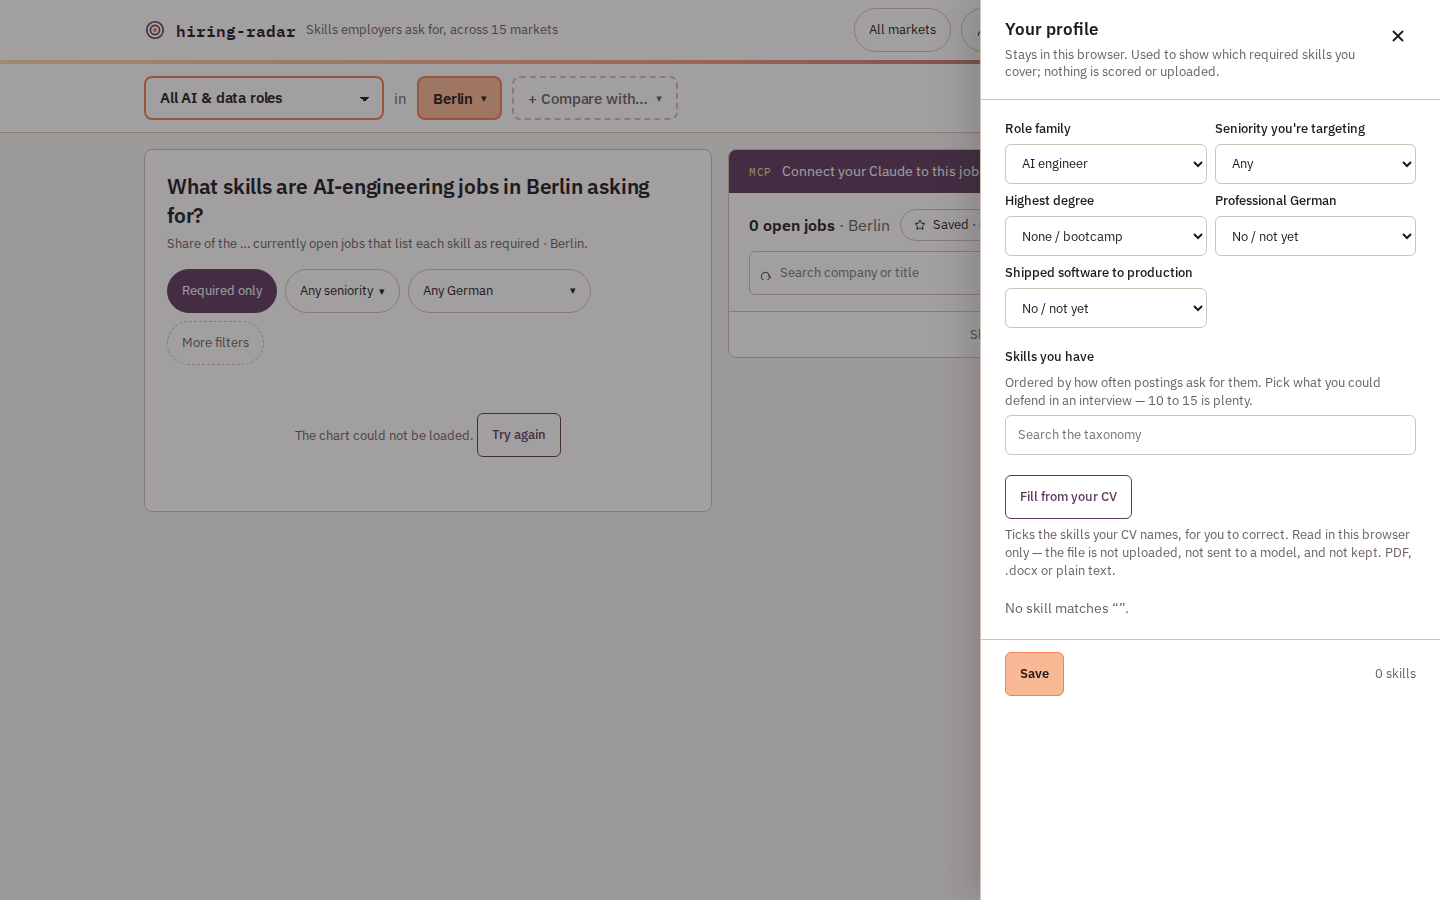 hiring-radar Skills employers ask for, across 15 markets
All markets
All AI & data roles in Berlin ▾ + Compare with... ▾
What skills are AI-engineering jobs in Berlin asking
for?
Share of the ... currently open jobs that list each skill as required · Berlin.
Required only Any seniority ▾ Any German ▾
More filters
The chart could not be loaded. Try again
MCP Connect your Claude to this job
0 open jobs · Berlin Saved ·
Search company or title
Your profile
Stays in this browser. Used to show which required skills you
cover; nothing is scored or uploaded.
Role family Seniority you're targeting
AI engineer Any
Highest degree Professional German
None / bootcamp No / not yet
Shipped software to production
No / not yet
Skills you have
Ordered by how often postings ask for them. Pick what you could
defend in an interview — 10 to 15 is plenty.
Search the taxonomy
Fill from your CV
Ticks the skills your CV names, for you to correct. Read in this browser
only — the file is not uploaded, not sent to a model, and not kept. PDF,
.docx or plain text.
No skill matches “”.
Save 0 skills